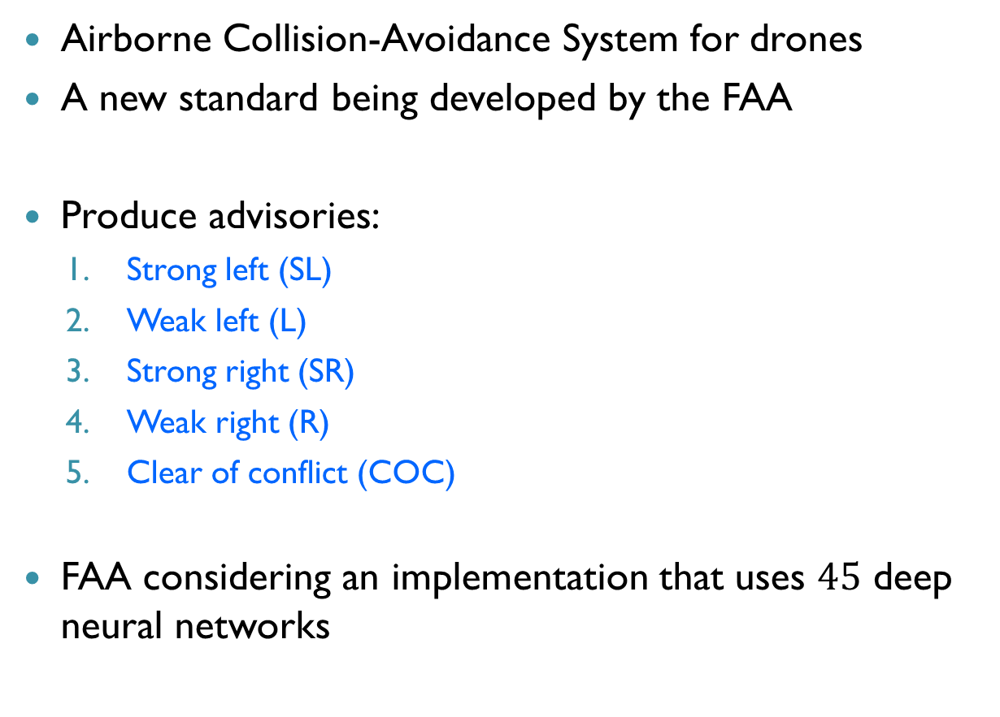 • Airborne Collision-Avoidance System for drones
• A new standard being developed by the FAA
• Produce advisories:
1. Strong left (SL)
2. Weak left (L)
3. Strong right (SR)
4. Weak right (R)
5. Clear of conflict (COC)
• FAA considering an implementation that uses 45 deep
neural networks